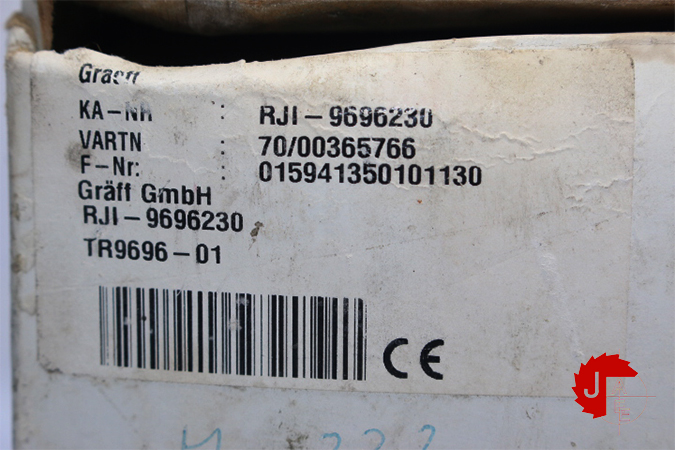 Gräff
KA-NR : RJI-9696230
VARTN : 70/00365766
F-Nr: : 015941350101130
Gräff GmbH
RJI-9696230
TR9696-01
CE
J